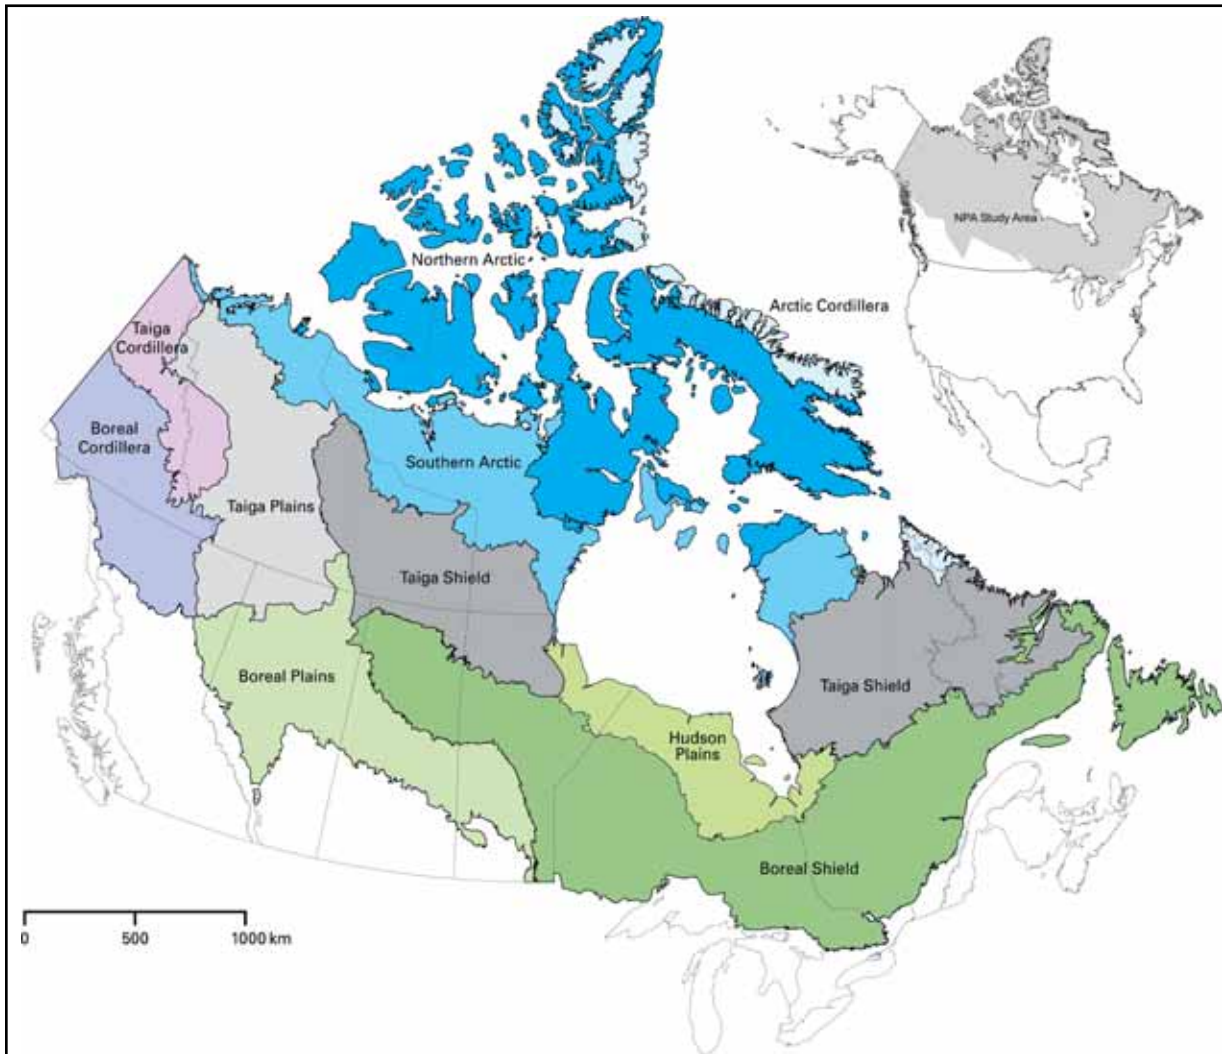 NPA Study Area
Northern Arctic
Arctic Cordillera
Taiga
Cordillera
Boreal
Cordillera
Southern Arctic
Taiga Plains
Taiga Shield
Boreal Plains
Taiga Shield
Hudson
Plains
Boreal Shield
0 500 1000 km